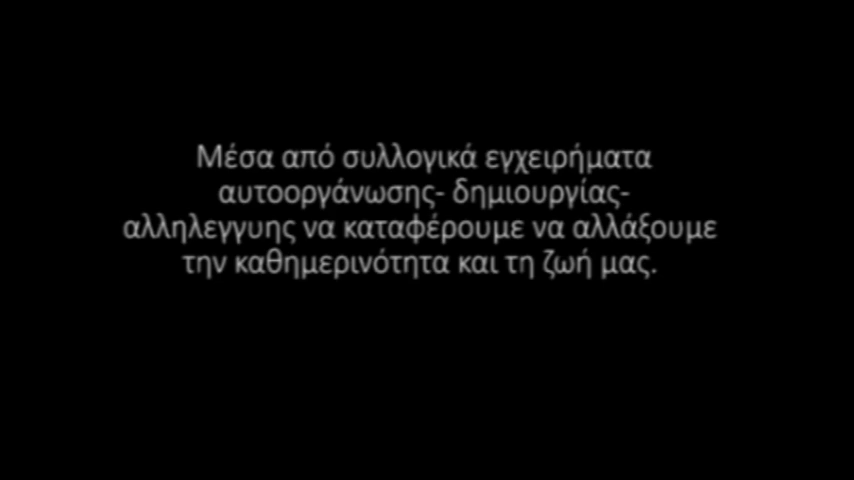 Μέσα από συλλογικά εγχειρήματα
αυτοοργάνωσης- δημιουργίας-
αλληλεγγυης να καταφέρουμε να αλλάξουμε
την καθημερινότητα και τη ζωή μας.